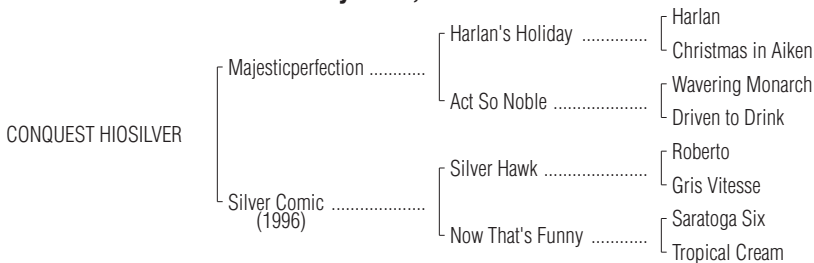 Harlan
Harlan's Holiday .............
Christmas in Aiken
Majesticperfection ............
Wavering Monarch
Act So Noble .....................
Driven to Drink
CONQUEST HIOSILVER
Roberto
Silver Hawk .......................
Gris Vitesse
Silver Comic .....................
(1996)
Saratoga Six
Now That's Funny ............
Tropical Cream